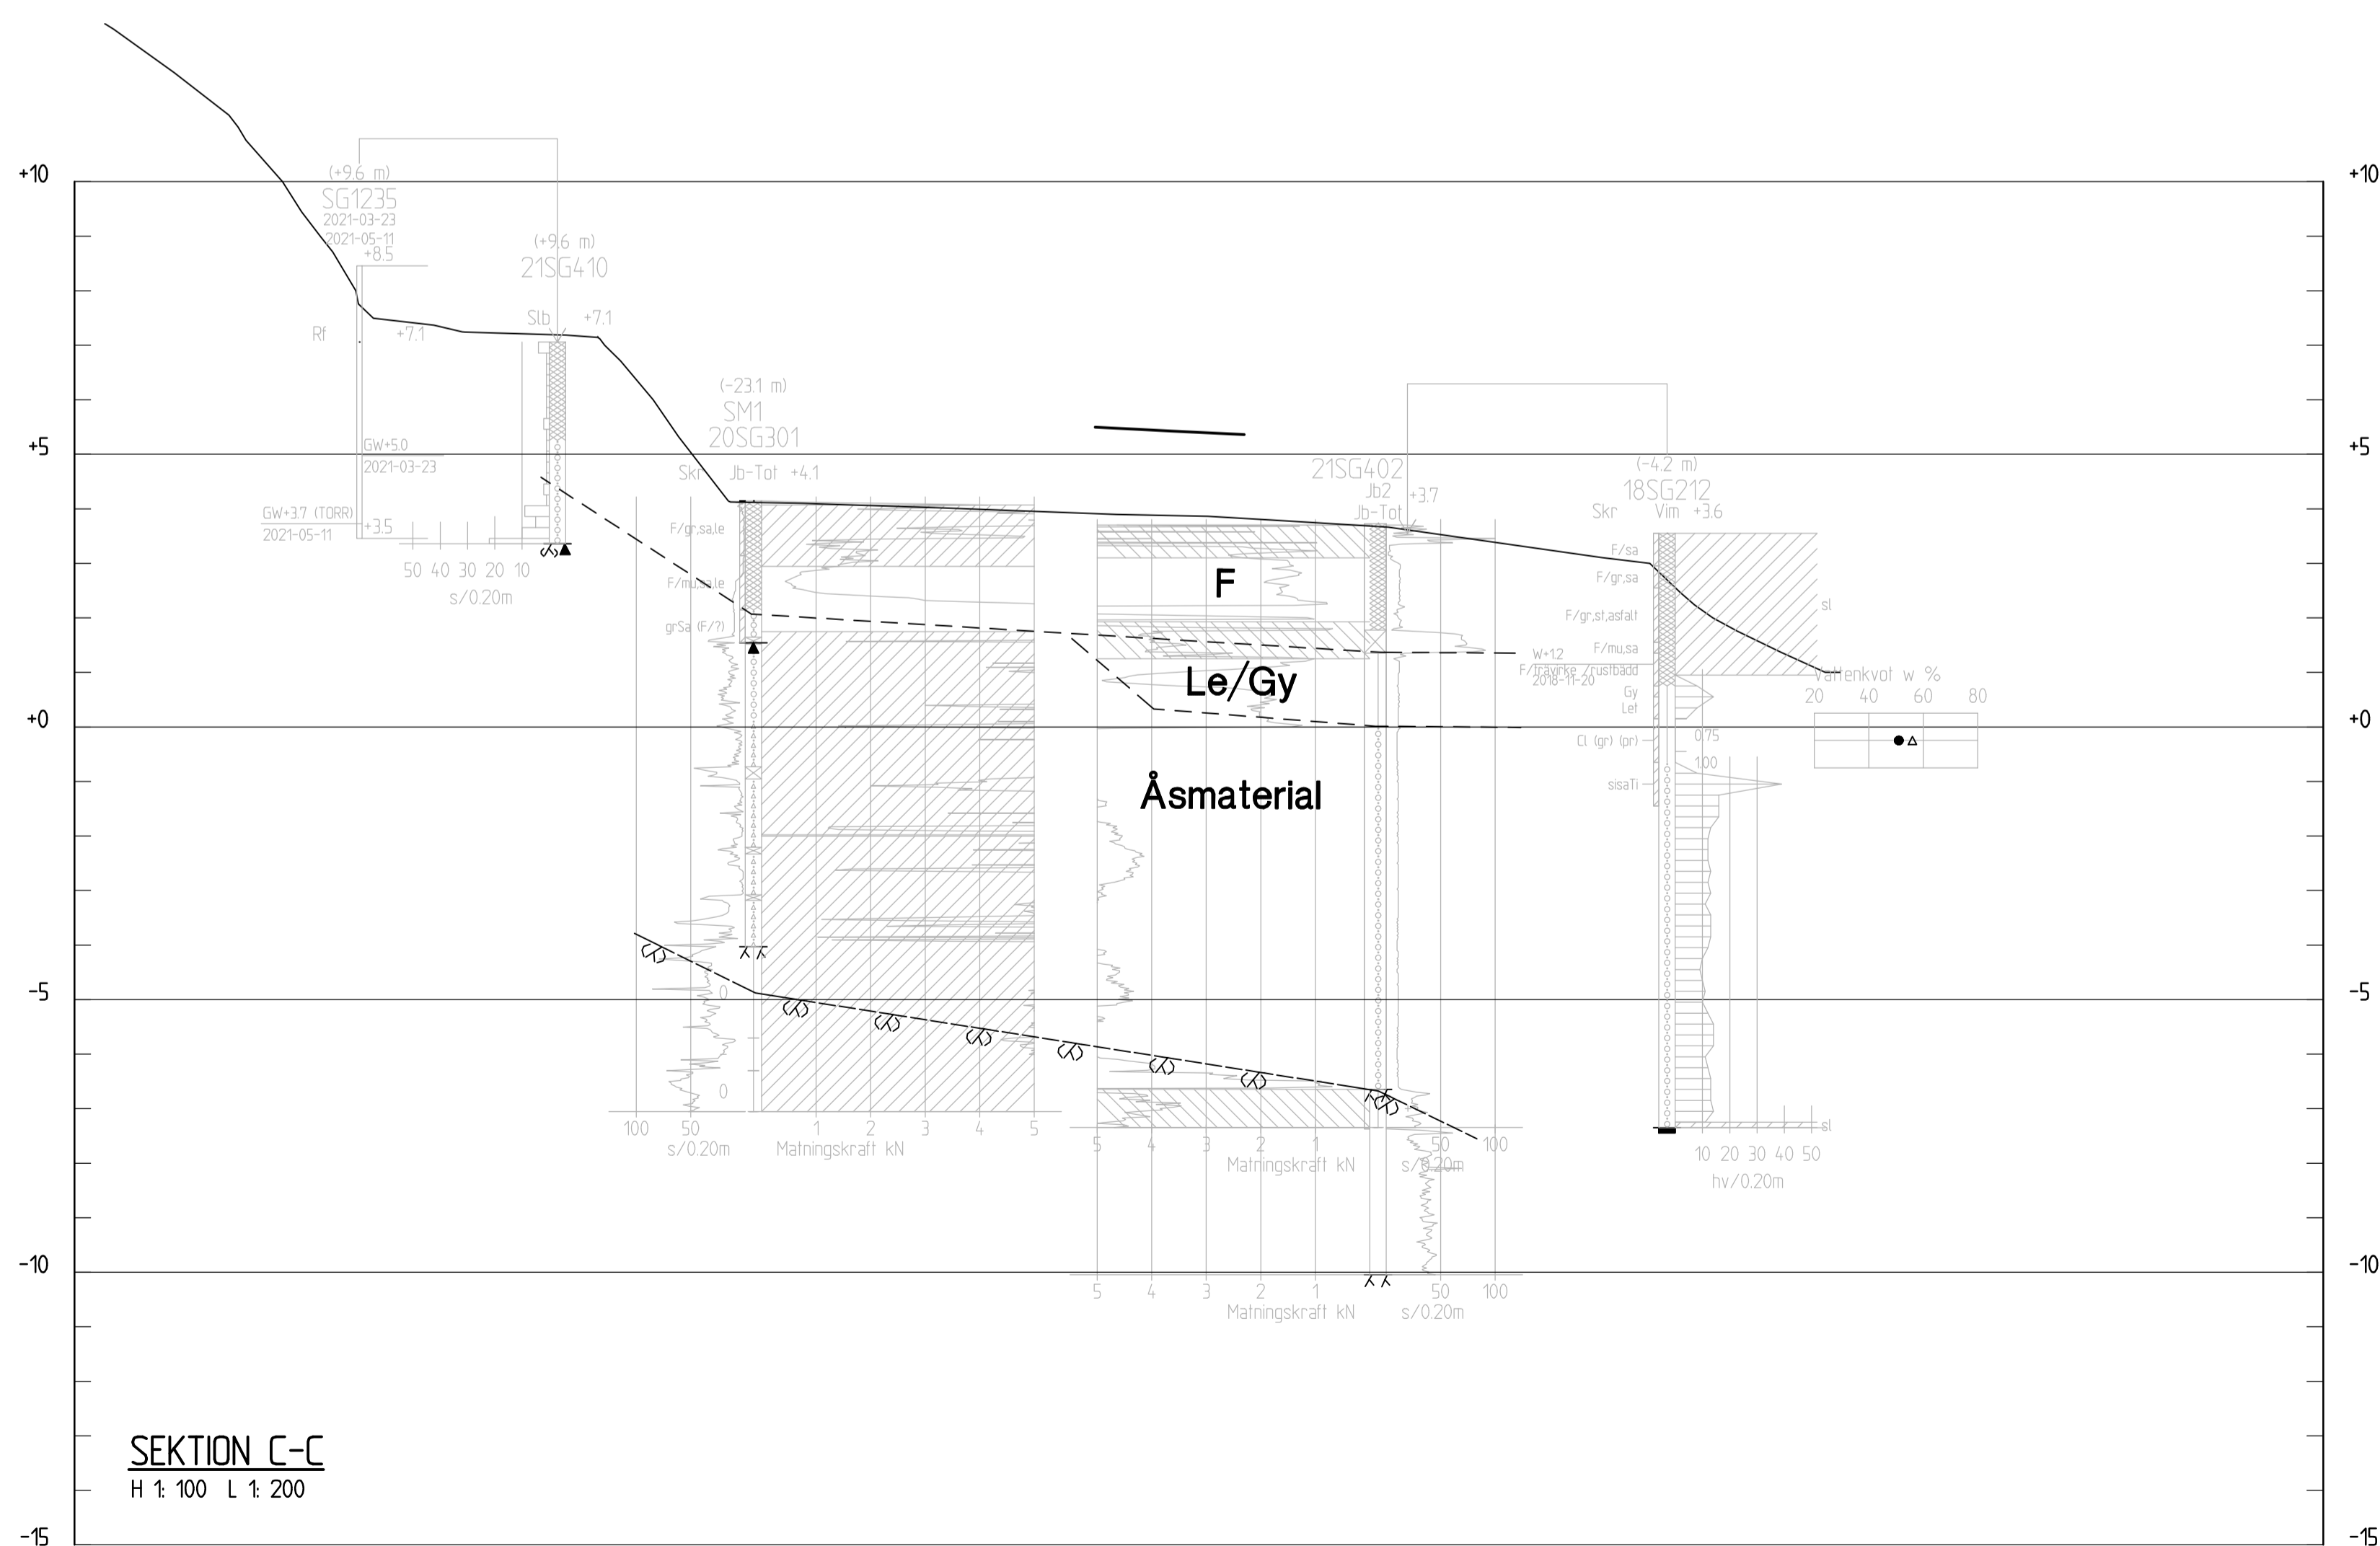 +10
+10
(+9.6 m)
SG1235
2021-03-23
2021-05-11
+8.5
(+9.6 m)
21SG410
Slb +7.1
Rf +7.1
(-23.1 m)
SM1
20SG301
Skr Jb-Tot +4.1
+5
+5
GW+5.0
2021-03-23
GW+3.7 (TORR)
2021-05-11
+3.5
50 40 30 20 10
s/0.20m
21SG402
Jb2
+3.7
Jb-Tot
(-4.2 m)
18SG212
Skr Vim +3.6
F/gr,sa,le
F/mu,sa,le
grSa (F/?)
F
Le/Gy
Åsmaterial
F/sa
F/gr,sa
F/gr,st,asfalt
F/mu,sa
W+1.2
F/trävirke /rustbädd
2018-11-20
Gy
Let
Cl (gr) (pr)
sisaTi
sl
Vattenkvot w %
20 40 60 80
0.75
1.00
+0
+0
-5
-5
0
0
100 50
s/0.20m
1 2 3 4 5
Matningskraft kN
5 4 3 2 1
Matningskraft kN
50 100
s/0.20m
sl
10 20 30 40 50
hv/0.20m
-10
-10
5 4 3 2 1
Matningskraft kN
50 100
s/0.20m
SEKTION C-C
H 1: 100 L 1: 200
-15
-15